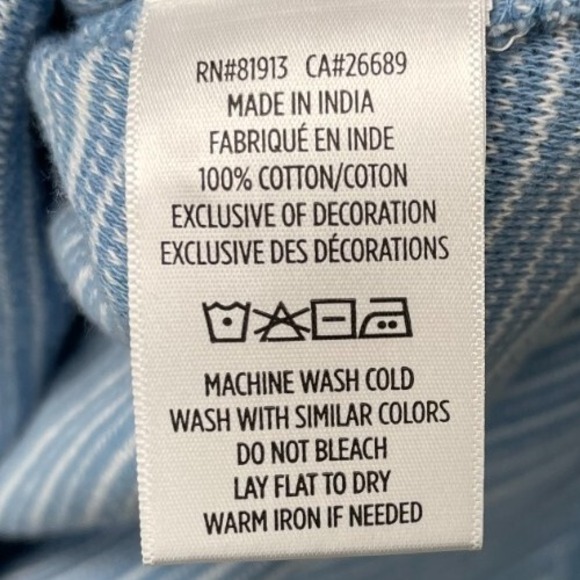 RN#81913 CA#26689
MADE IN INDIA
FABRIQUÉ EN INDE
100% COTTON/COTON
EXCLUSIVE OF DECORATION
EXCLUSIVE DES DÉCORATIONS
MACHINE WASH COLD
WASH WITH SIMILAR COLORS
DO NOT BLEACH
LAY FLAT TO DRY
WARM IRON IF NEEDED